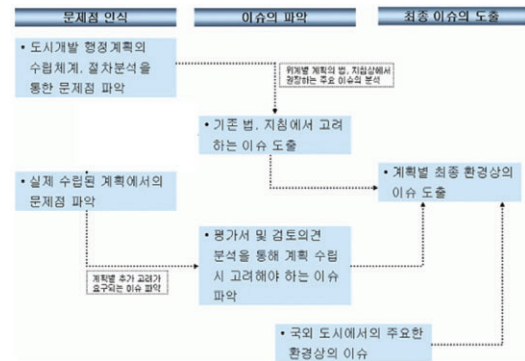 문제점 인식
이슈의 파악
최종 이슈의 도출
• 도시개발 행정계획의
수립체계, 절차분석을
통한 문제점 파악
위계별 계획의 법, 지침상에서
권장하는 주요 이슈의 분석
• 기존 법, 지침에서 고려
하는 이슈 도출
• 실제 수립된 계획에서의
문제점 파악
• 계획별 최종 환경상의
이슈 도출
• 평가서 및 검토의견
분석을 통해 계획 수립
시 고려해야 하는 이슈
파악
계획별 추가 고려가
요구되는 이슈 파악
• 국외 도시에서의 주요한
환경상의 이슈